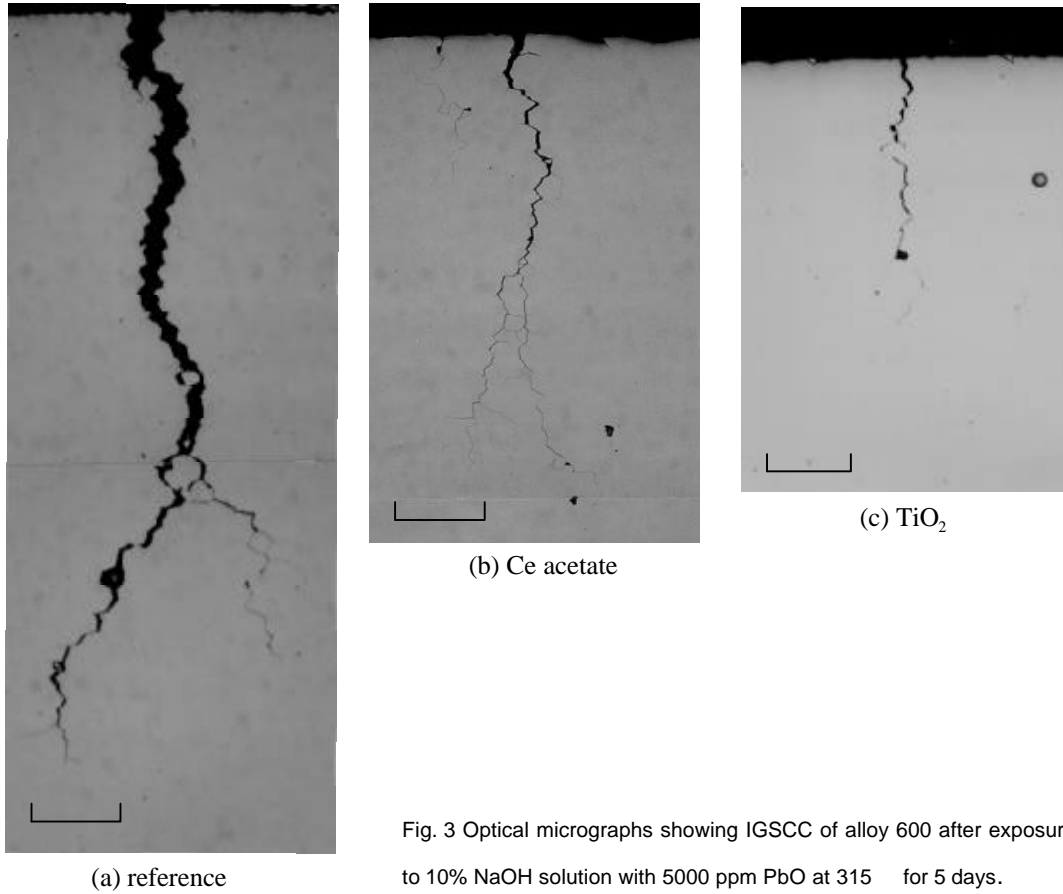 (a) reference
(b) Ce acetate
(c) TiO₂
Fig. 3 Optical micrographs showing IGSCC of alloy 600 after exposur
to 10% NaOH solution with 5000 ppm PbO at 315 for 5 days.